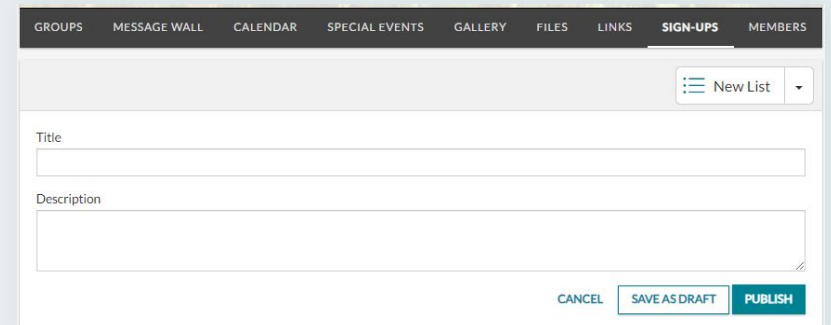 GROUPS MESSAGE WALL CALENDAR SPECIAL EVENTS GALLERY FILES LINKS SIGN-UPS MEMBERS
New List
Title
Description
CANCEL SAVE AS DRAFT PUBLISH